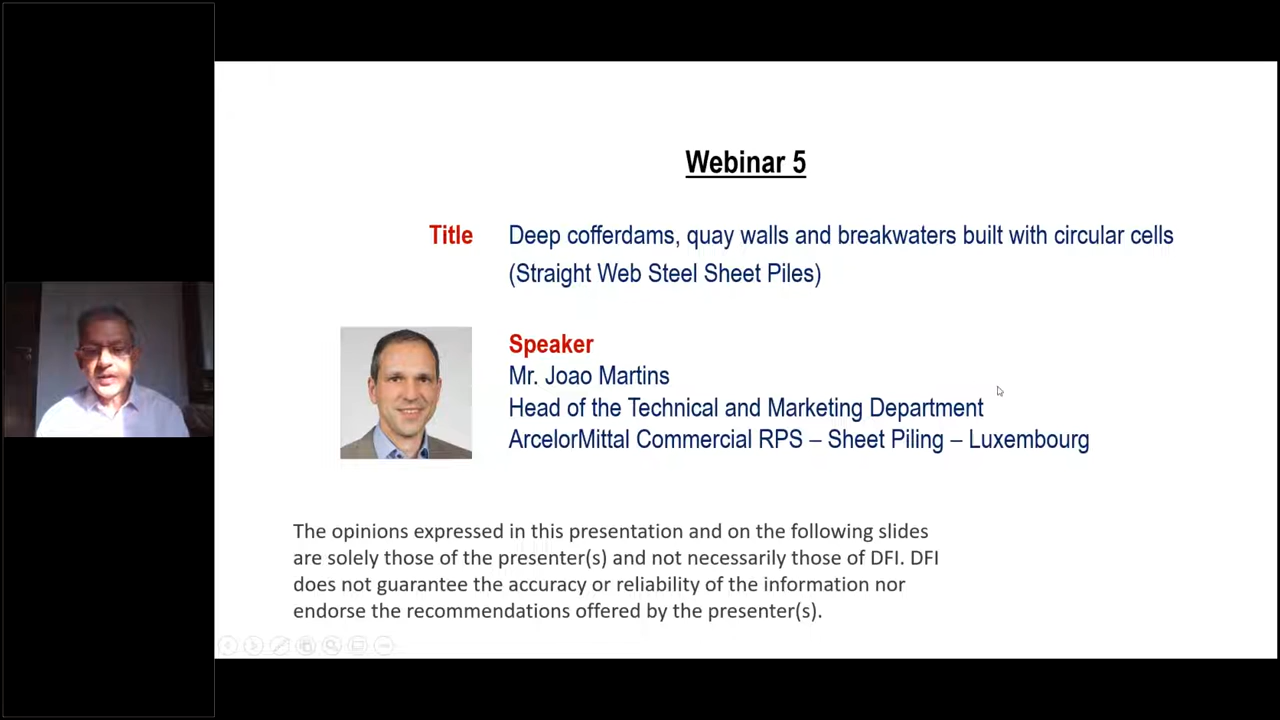 Webinar 5
Title Deep cofferdams, quay walls and breakwaters built with circular cells
(Straight Web Steel Sheet Piles)
Speaker
Mr. Joao Martins
Head of the Technical and Marketing Department
ArcelorMittal Commercial RPS – Sheet Piling – Luxembourg
The opinions expressed in this presentation and on the following slides
are solely those of the presenter(s) and not necessarily those of DFI. DFI
does not guarantee the accuracy or reliability of the information nor
endorse the recommendations offered by the presenter(s).